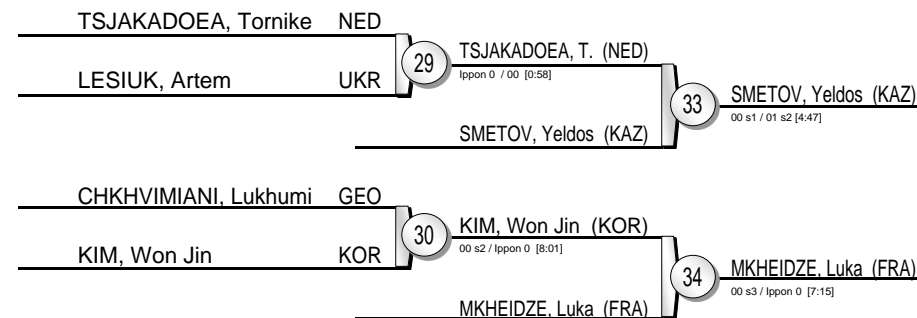 TSJAKADOEA, Tornike NED
29
TSJAKADOEA, T. (NED)
Ippon 0 / 00 [0:58]
LESIUK, Artem UKR
33
SMETOV, Yeldos (KAZ)
00 s1 / 01 s2 [4:47]
SMETOV, Yeldos (KAZ)
CHKHVIMIANI, Lukhumi GEO
30
KIM, Won Jin (KOR)
00 s2 / Ippon 0 [8:01]
KIM, Won Jin KOR
34
MKHEIDZE, Luka (FRA)
00 s3 / Ippon 0 [7:15]
MKHEIDZE, Luka (FRA)